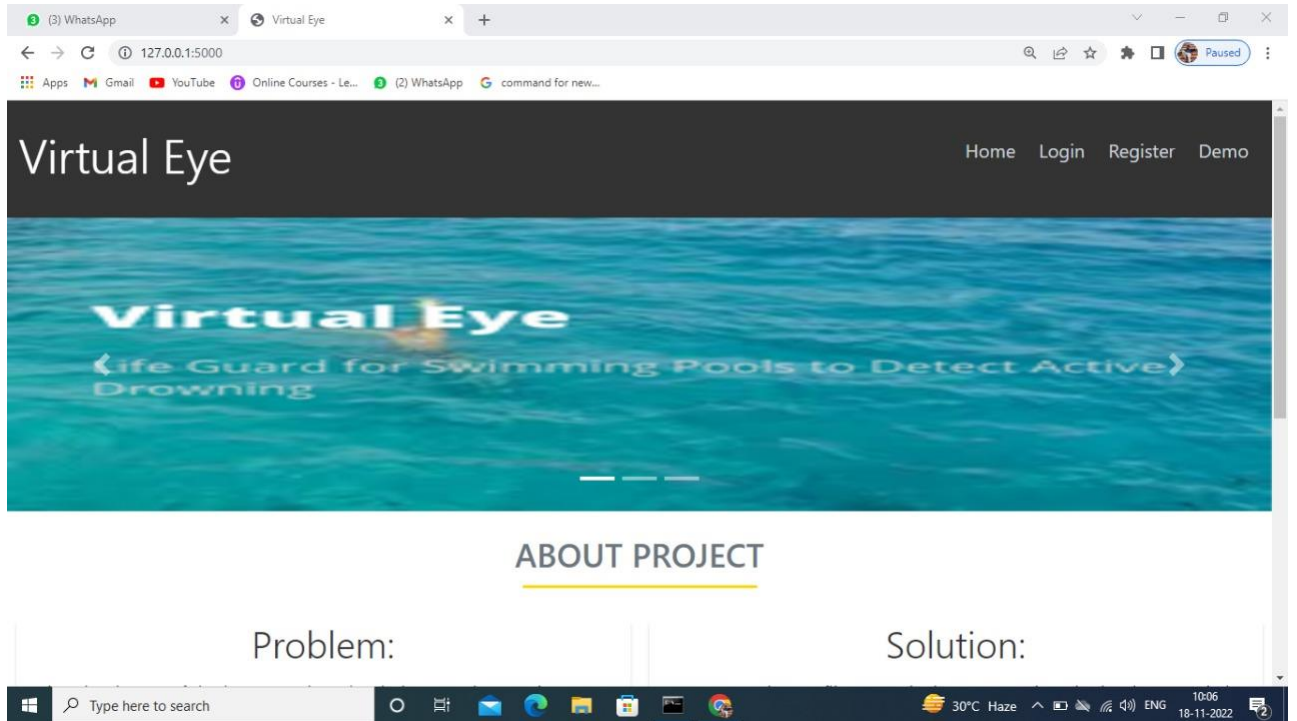 (3) WhatsApp
Virtual Eye
127.0.0.1:5000
Paused
Apps
Gmail
YouTube
Online Courses - Le...
(2) WhatsApp
command for new...
Virtual Eye
Home Login Register Demo
Virtual Eye
Life Guard for Swimming Pools to Detect Active
Drowning
ABOUT PROJECT
Problem:
Solution:
Type here to search
30°C Haze
ENG
10:06
18-11-2022
2